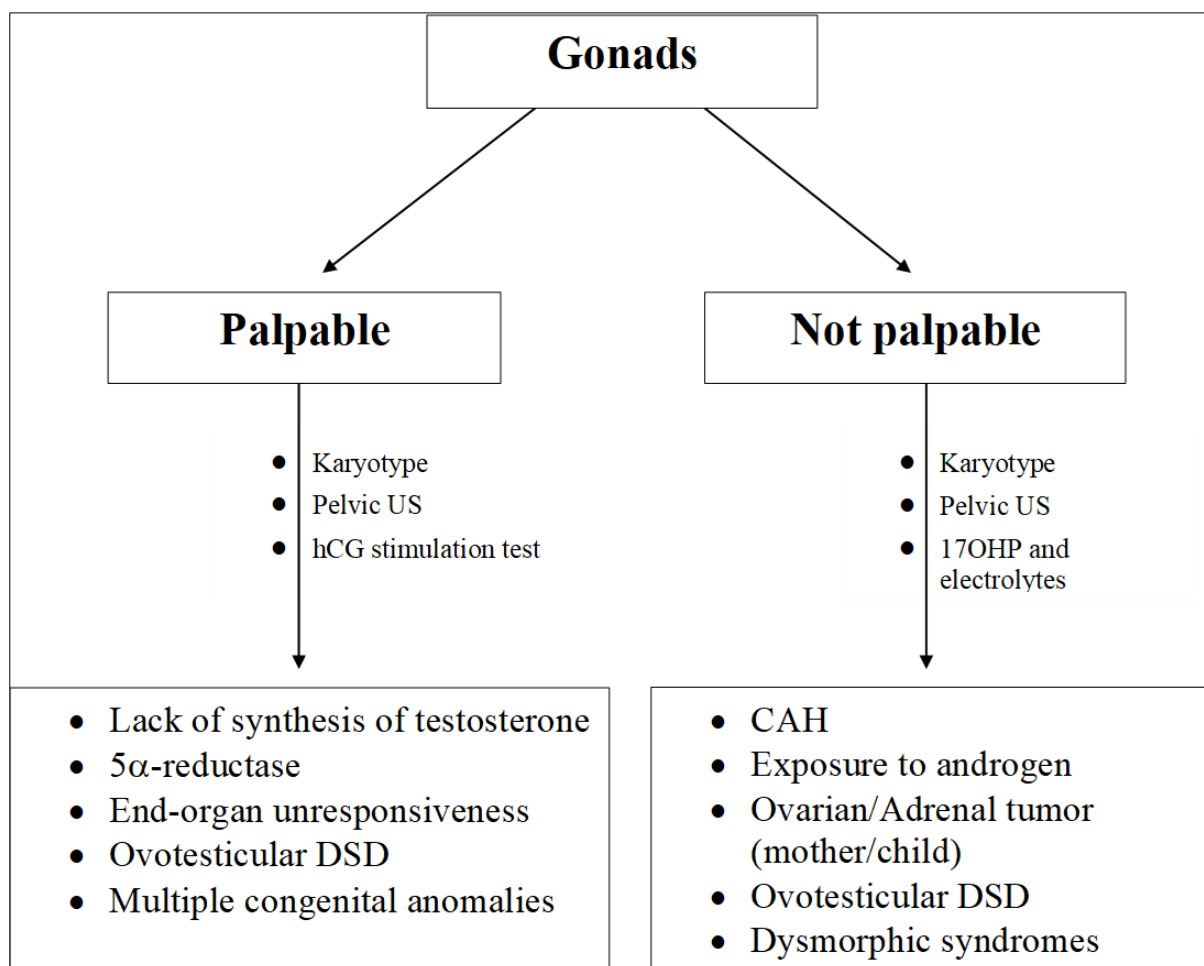 Gonads
Palpable
Not palpable
● Karyotype
● Pelvic US
● hCG stimulation test
● Karyotype
● Pelvic US
● 17OHP and
electrolytes
• Lack of synthesis of testosterone
• 5α-reductase
• End-organ unresponsiveness
• Ovotesticular DSD
• Multiple congenital anomalies
• CAH
• Exposure to androgen
• Ovarian/Adrenal tumor
(mother/child)
• Ovotesticular DSD
• Dysmorphic syndromes